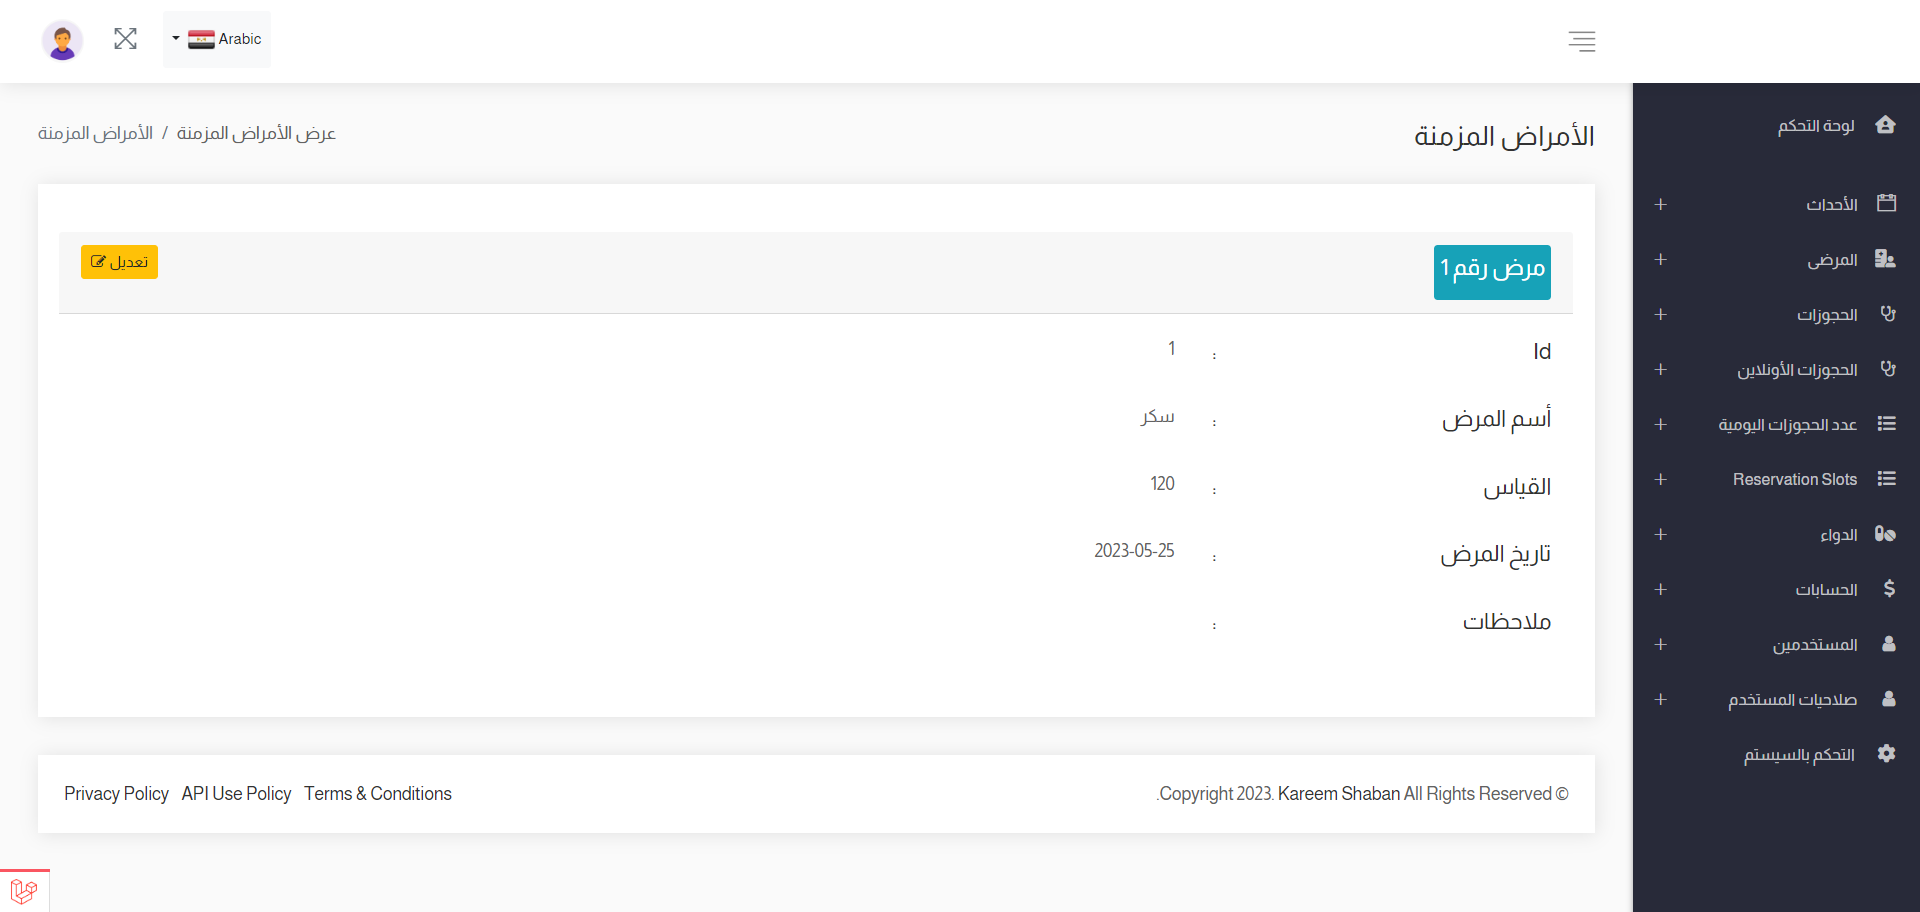 Arabic
لوحة التحكم
الأحداث
المرضى
الحجوزات
الحجوزات الأونلاين
عدد الحجوزات اليومية
Reservation Slots
الدواء
الحسابات
المستخدمين
صلاحيات المستخدم
التحكم بالسيستم
الأمراض المزمنة
عرض الأمراض المزمنة / الأمراض المزمنة
مرض رقم 1
تعديل
Id : 1
أسم المرض : سكر
القياس : 120
تاريخ المرض : 2023-05-25
ملاحظات :
.Copyright 2023. Kareem Shaban All Rights Reserved ©
Privacy Policy API Use Policy Terms & Conditions